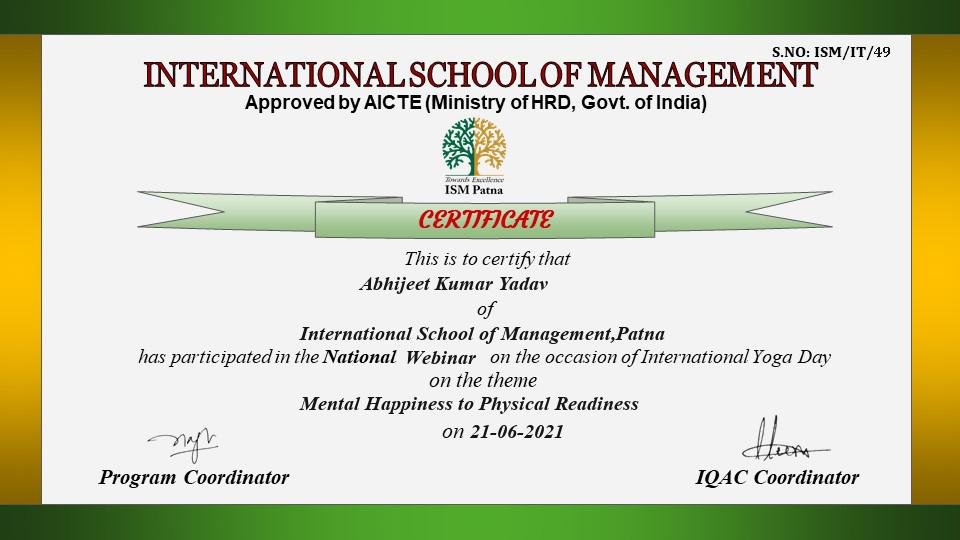 S.NO: ISM/IT/49
INTERNATIONAL SCHOOL OF MANAGEMENT
Approved by AICTE (Ministry of HRD, Govt. of India)
Towards Excellence
ISM Patna
CERTIFICATE
This is to certify that
Abhijeet Kumar Yadav
of
International School of Management,Patna
has participated in the National Webinar on the occasion of International Yoga Day
on the theme
Mental Happiness to Physical Readiness
on 21-06-2021
Program Coordinator
IQAC Coordinator